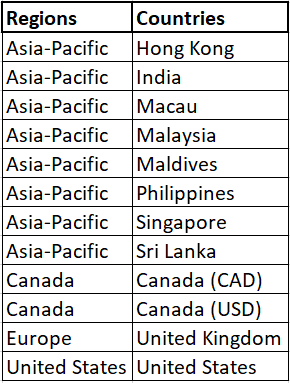 Regions Countries
Asia-Pacific Hong Kong
Asia-Pacific India
Asia-Pacific Macau
Asia-Pacific Malaysia
Asia-Pacific Maldives
Asia-Pacific Philippines
Asia-Pacific Singapore
Asia-Pacific Sri Lanka
Canada Canada (CAD)
Canada Canada (USD)
Europe United Kingdom
United States United States